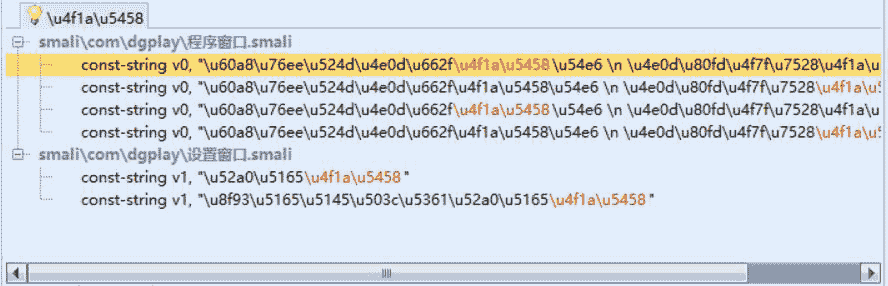 \u4f1a\u5458
smali\com\dgplay\程序窗口.smali
const-string v0, "\u60a8\u76ee\u524d\u4e0d\u662f\u4f1a\u5458\u54e6 \n \u4e0d\u80fd\u4f7f\u7528\u4f1a\u
const-string v0, "\u60a8\u76ee\u524d\u4e0d\u662f\u4f1a\u5458\u54e6 \n \u4e0d\u80fd\u4f7f\u7528\u4f1a\u5
const-string v0, "\u60a8\u76ee\u524d\u4e0d\u662f\u4f1a\u5458\u54e6 \n \u4e0d\u80fd\u4f7f\u7528\u4f1a\u
const-string v0, "\u60a8\u76ee\u524d\u4e0d\u662f\u4f1a\u5458\u54e6 \n \u4e0d\u80fd\u4f7f\u7528\u4f1a\u5
smali\com\dgplay\设置窗口.smali
const-string v1, "\u52a0\u5165\u4f1a\u5458"
const-string v1, "\u8f93\u5165\u5145\u503c\u5361\u52a0\u5165\u4f1a\u5458"